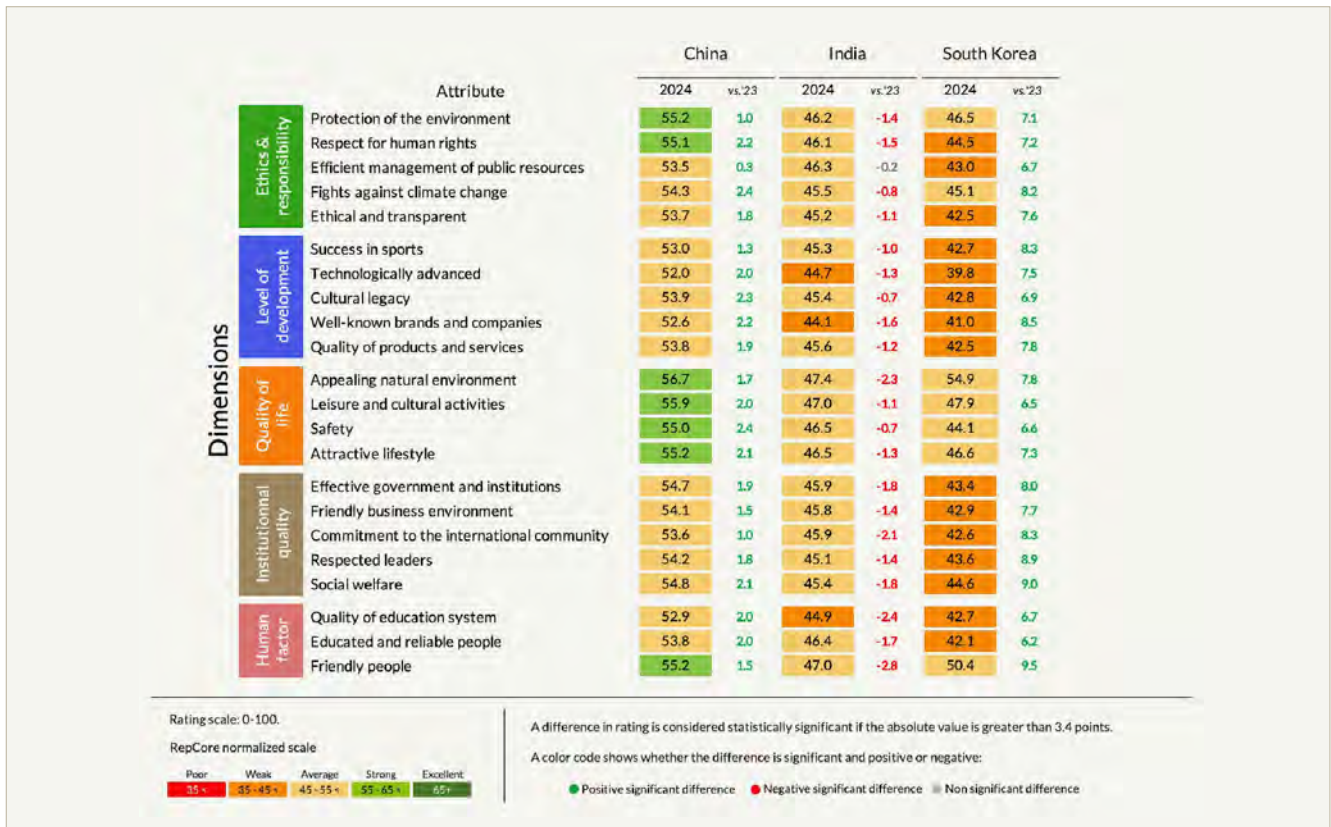 China India South Korea
Attribute 2024 vs.'23 2024 vs.'23 2024 vs.'23
Dimensions
Ethics & responsibility
Protection of the environment 55.2 1.0 46.2 -1.4 46.5 7.1
Respect for human rights 55.1 2.2 46.1 -1.5 44.5 7.2
Efficient management of public resources 53.5 0.3 46.3 -0.2 43.0 6.7
Fights against climate change 54.3 2.4 45.5 -0.8 45.1 8.2
Ethical and transparent 53.7 1.8 45.2 -1.1 42.5 7.6
Level of development
Success in sports 53.0 1.3 45.3 -1.0 42.7 8.3
Technologically advanced 52.0 2.0 44.7 -1.3 39.8 7.5
Cultural legacy 53.9 2.3 45.4 -0.7 42.8 6.9
Well-known brands and companies 52.6 2.2 44.1 -1.6 41.0 8.5
Quality of products and services 53.8 1.9 45.6 -1.2 42.5 7.8
Quality of life
Appealing natural environment 56.7 1.7 47.4 -2.3 54.9 7.8
Leisure and cultural activities 55.9 2.0 47.0 -1.1 47.9 6.5
Safety 55.0 2.4 46.5 -0.7 44.1 6.6
Attractive lifestyle 55.2 2.1 46.5 -1.3 46.6 7.3
Institutionnal quality
Effective government and institutions 54.7 1.9 45.9 -1.8 43.4 8.0
Friendly business environment 54.1 1.5 45.8 -1.4 42.9 7.7
Commitment to the international community 53.6 1.0 45.9 -2.1 42.6 8.3
Respected leaders 54.2 1.8 45.1 -1.4 43.6 8.9
Social welfare 54.8 2.1 45.4 -1.8 44.6 9.0
Human factor
Quality of education system 52.9 2.0 44.9 -2.4 42.7 6.7
Educated and reliable people 53.8 2.0 46.4 -1.7 42.1 6.2
Friendly people 55.2 1.5 47.0 -2.8 50.4 9.5
Rating scale: 0-100.
RepCore normalized scale
Poor Weak Average Strong Excellent
35 < 35 - 45 < 45 - 55 < 55 - 65 < 65+
A difference in rating is considered statistically significant if the absolute value is greater than 3.4 points.
A color code shows whether the difference is significant and positive or negative:
Positive significant difference Negative significant difference Non significant difference